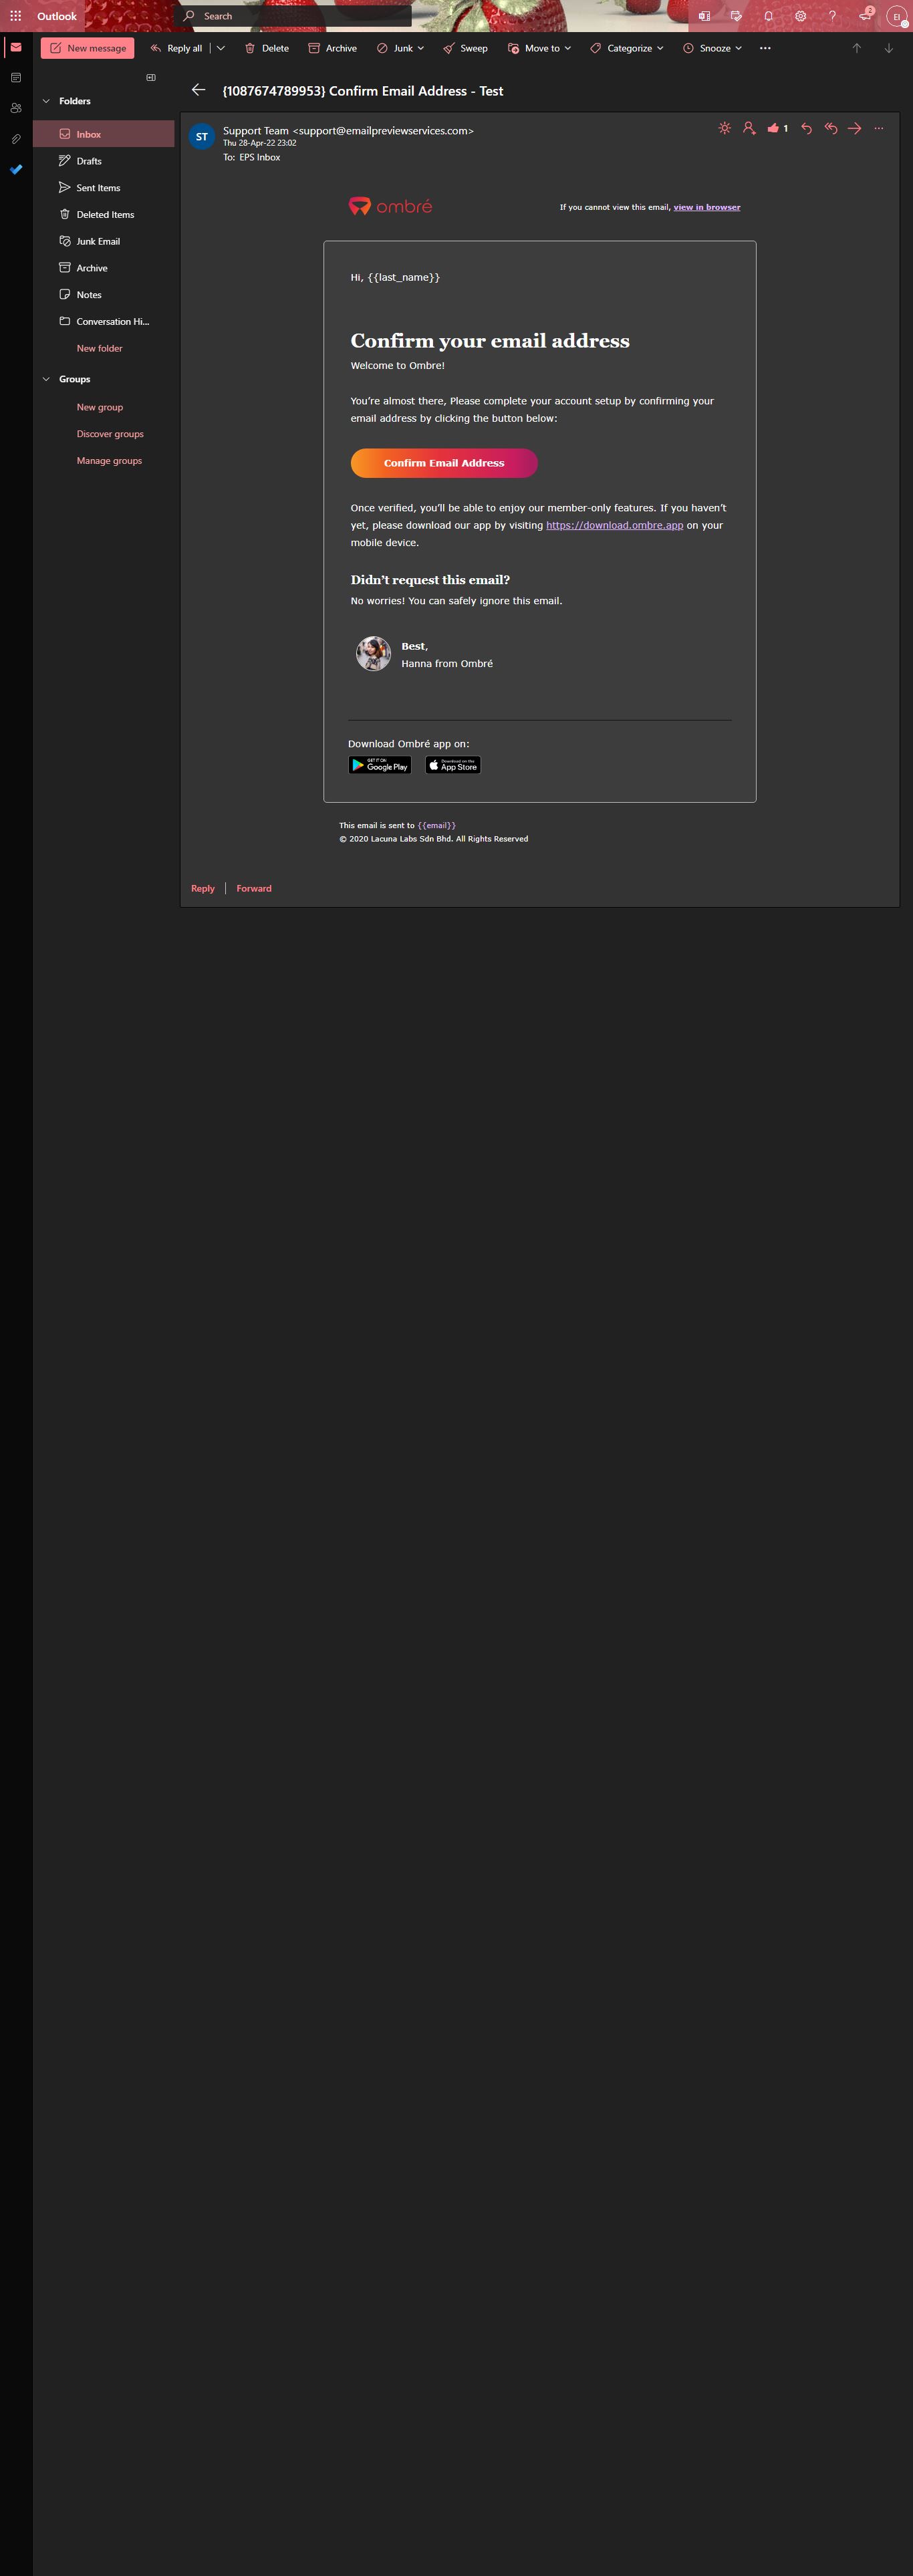 Outlook
Search
2
EI
New message
Reply all
Delete
Archive
Junk
Sweep
Move to
Categorize
Snooze
Folders
Inbox
Drafts
Sent Items
Deleted Items
Junk Email
Archive
Notes
Conversation Hi...
New folder
Groups
New group
Discover groups
Manage groups
{1087674789953} Confirm Email Address - Test
ST
Support Team <support@emailpreviewservices.com>
Thu 28-Apr-22 23:02
To: EPS Inbox
1
ombré
If you cannot view this email, view in browser
Hi, {{last_name}}
Confirm your email address
Welcome to Ombre!
You’re almost there, Please complete your account setup by confirming your
email address by clicking the button below:
Confirm Email Address
Once verified, you’ll be able to enjoy our member-only features. If you haven’t
yet, please download our app by visiting https://download.ombre.app on your
mobile device.
Didn’t request this email?
No worries! You can safely ignore this email.
Best,
Hanna from Ombré
Download Ombré app on:
GET IT ON
Google Play
Download on the
App Store
This email is sent to {{email}}
© 2020 Lacuna Labs Sdn Bhd. All Rights Reserved
Reply
Forward